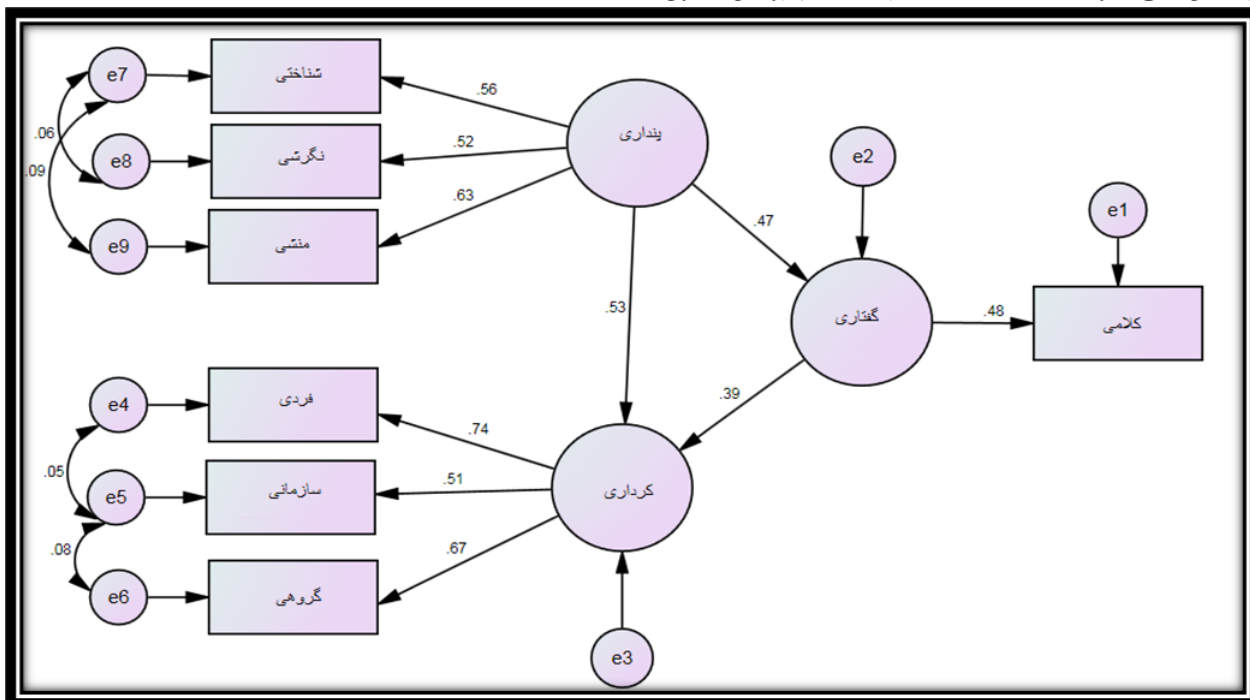 e7
شناختی
.56
پنداری
.06
e8
نگرشی
.52
e2
.09
e9
منشی
.63
.47
e1
.53
گفتاری
.48
کلامی
e4
فردی
.74
.39
.05
e5
سازمانی
.51
کرداری
.08
e6
گروهی
.67
e3